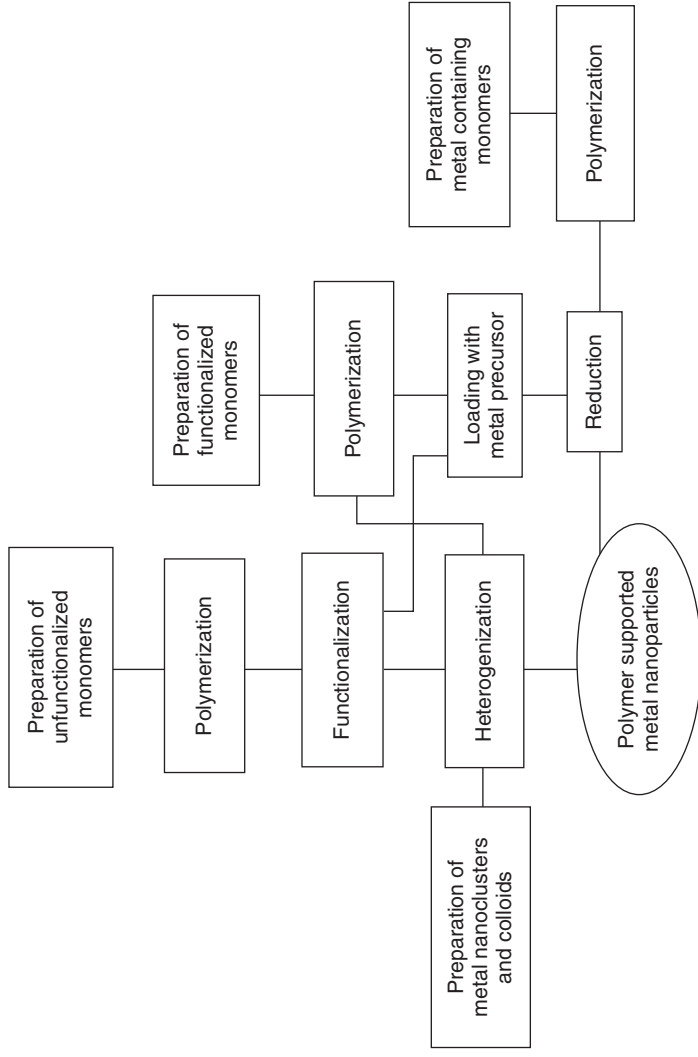 Preparation of
unfunctionalized
monomers
Polymerization
Functionalization
Heterogenization
Preparation of
metal nanoclusters
and colloids
Polymer supported
metal nanoparticles
Preparation of
functionalized
monomers
Polymerization
Loading with
metal precursor
Reduction
Preparation of
metal containing
monomers
Polymerization